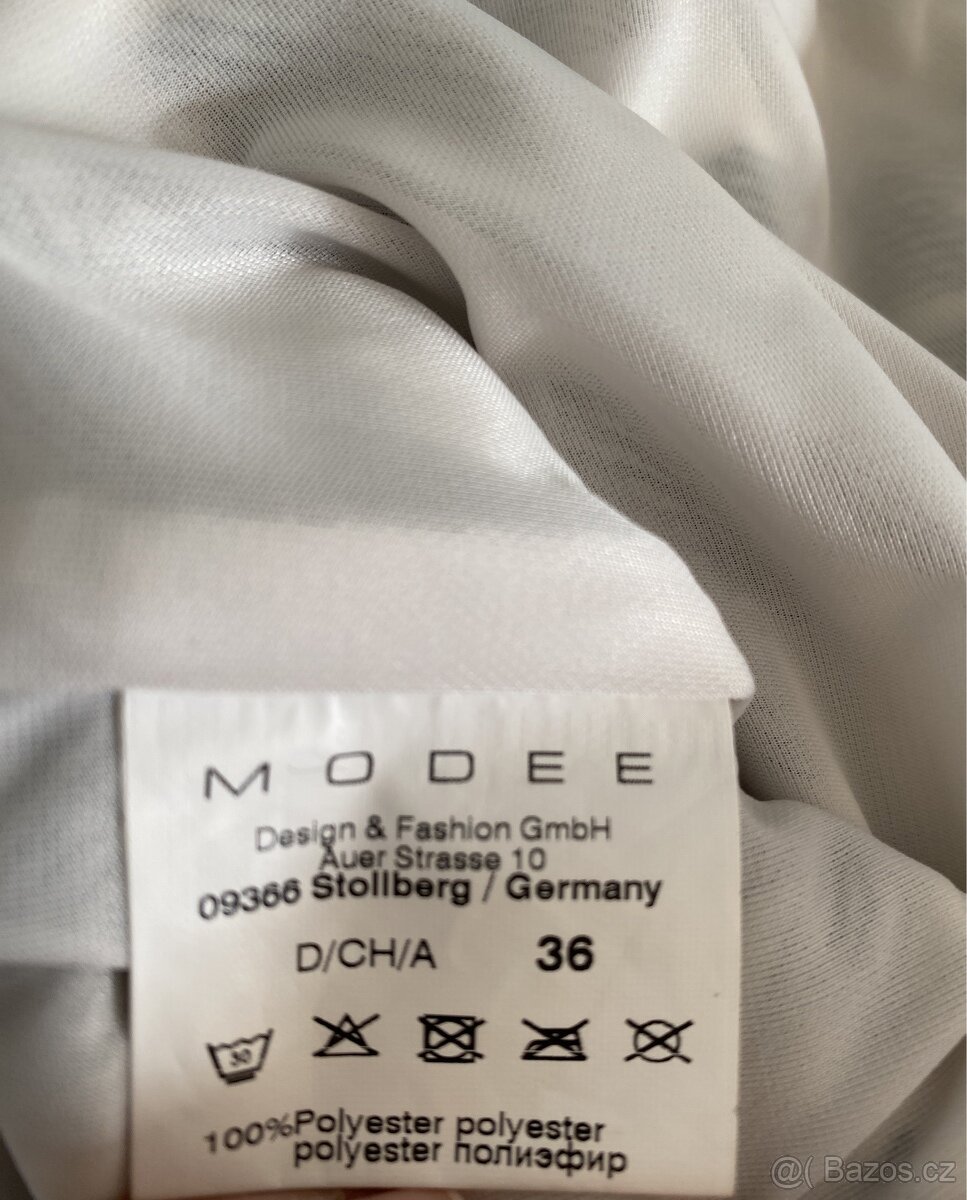 MODEE
Design & Fashion GmbH
Auer Strasse 10
09366 Stollberg / Germany
D/CH/A 36
30
100%Polyester polyester
polyester полиэфир
@( Bazos.cz